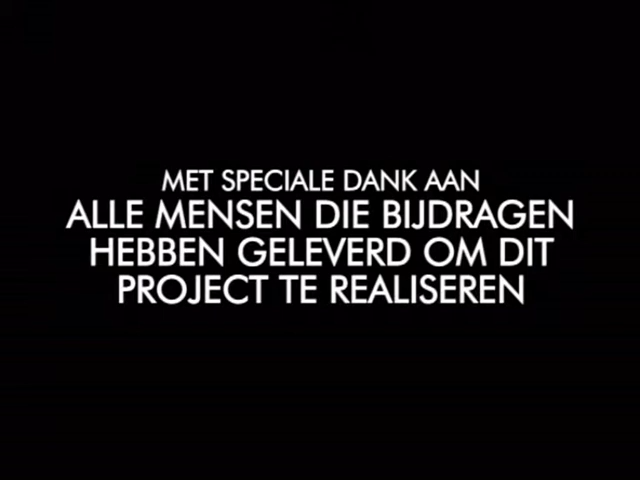 MET SPECIALE DANK AAN
ALLE MENSEN DIE BIJDRAGEN
HEBBEN GELEVERD OM DIT
PROJECT TE REALISEREN